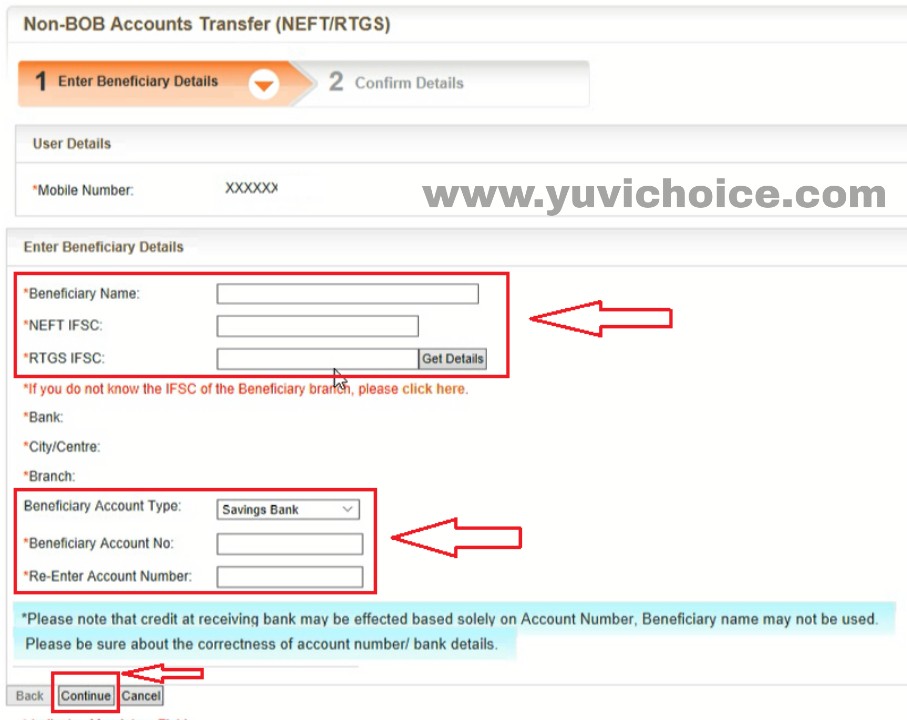 Non-BOB Accounts Transfer (NEFT/RTGS)
1 Enter Beneficiary Details 2 Confirm Details
User Details
*Mobile Number: XXXXXX
www.yuvichoice.com
Enter Beneficiary Details
*Beneficiary Name:
*NEFT IFSC:
*RTGS IFSC: Get Details
*If you do not know the IFSC of the Beneficiary branch, please click here.
*Bank:
*City/Centre:
*Branch:
Beneficiary Account Type: Savings Bank
*Beneficiary Account No:
*Re-Enter Account Number:
*Please note that credit at receiving bank may be effected based solely on Account Number, Beneficiary name may not be used.
Please be sure about the correctness of account number/ bank details.
Back Continue Cancel